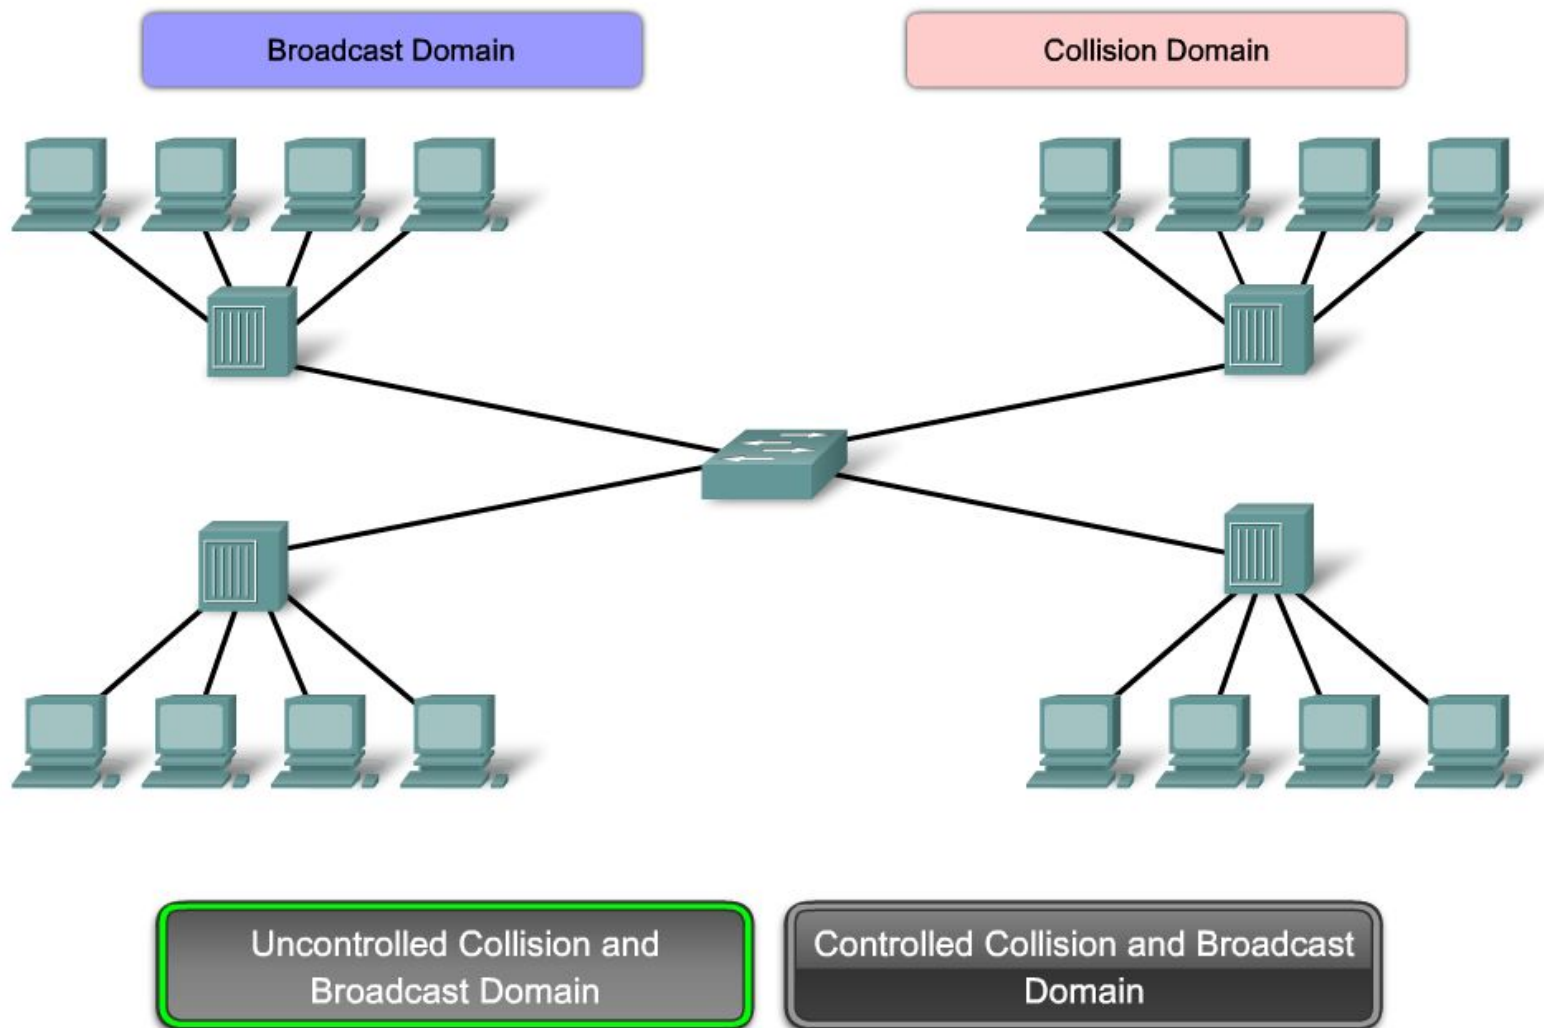 Broadcast Domain
Collision Domain
Uncontrolled Collision and
Broadcast Domain
Controlled Collision and Broadcast
Domain